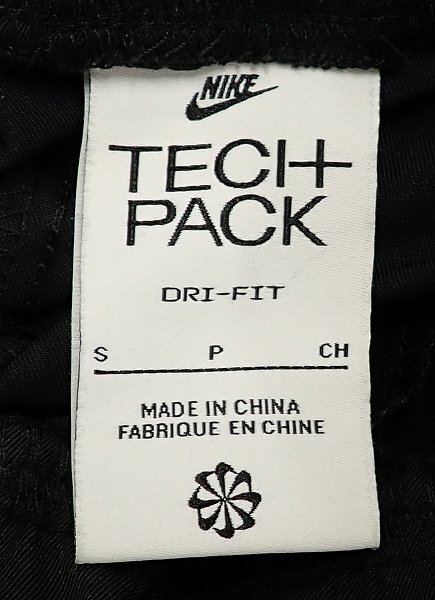 NIKE
TECH
PACK
DRI-FIT
S P CH
MADE IN CHINA
FABRIQUE EN CHINE